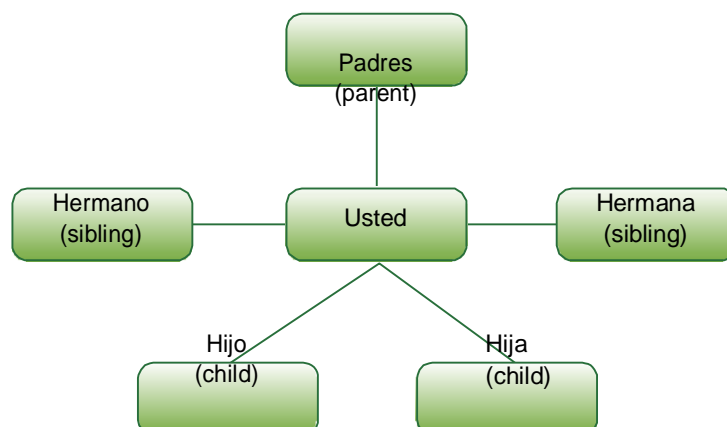 Padres
(parent)
Hermano
(sibling)
Usted
Hermana
(sibling)
Hijo
(child)
Hija
(child)